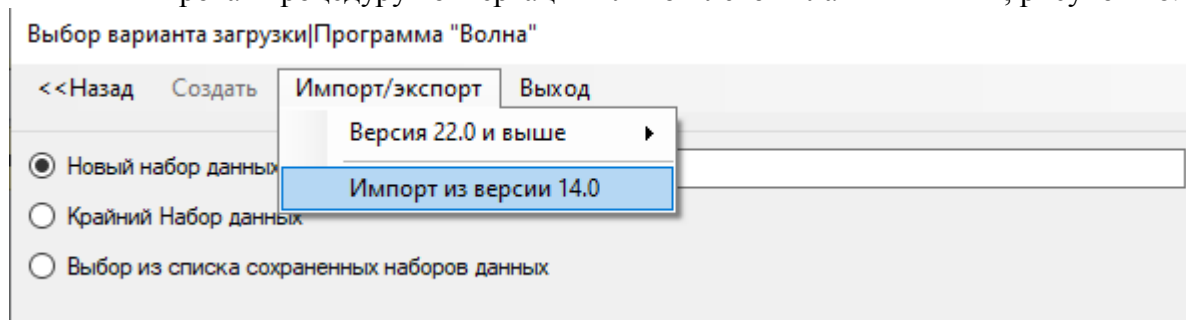 Выбор варианта загрузки|Программа "Волна"
<<Назад Создать Импорт/экспорт Выход
Версия 22.0 и выше
Новый набор данных
Импорт из версии 14.0
Крайний Набор данных
Выбор из списка сохраненных наборов данных